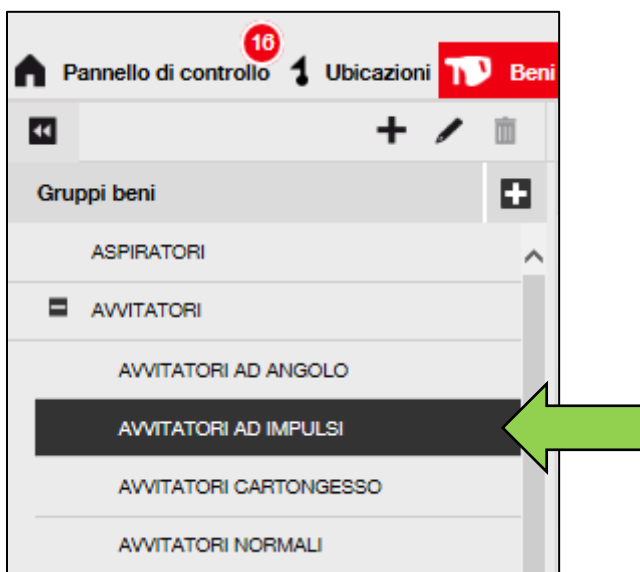 16
Pannello di controllo Ubicazioni Beni
Gruppi beni
ASPIRATORI
AVVITATORI
AVVITATORI AD ANGOLO
AVVITATORI AD IMPULSI
AVVITATORI CARTONGESSO
AVVITATORI NORMALI